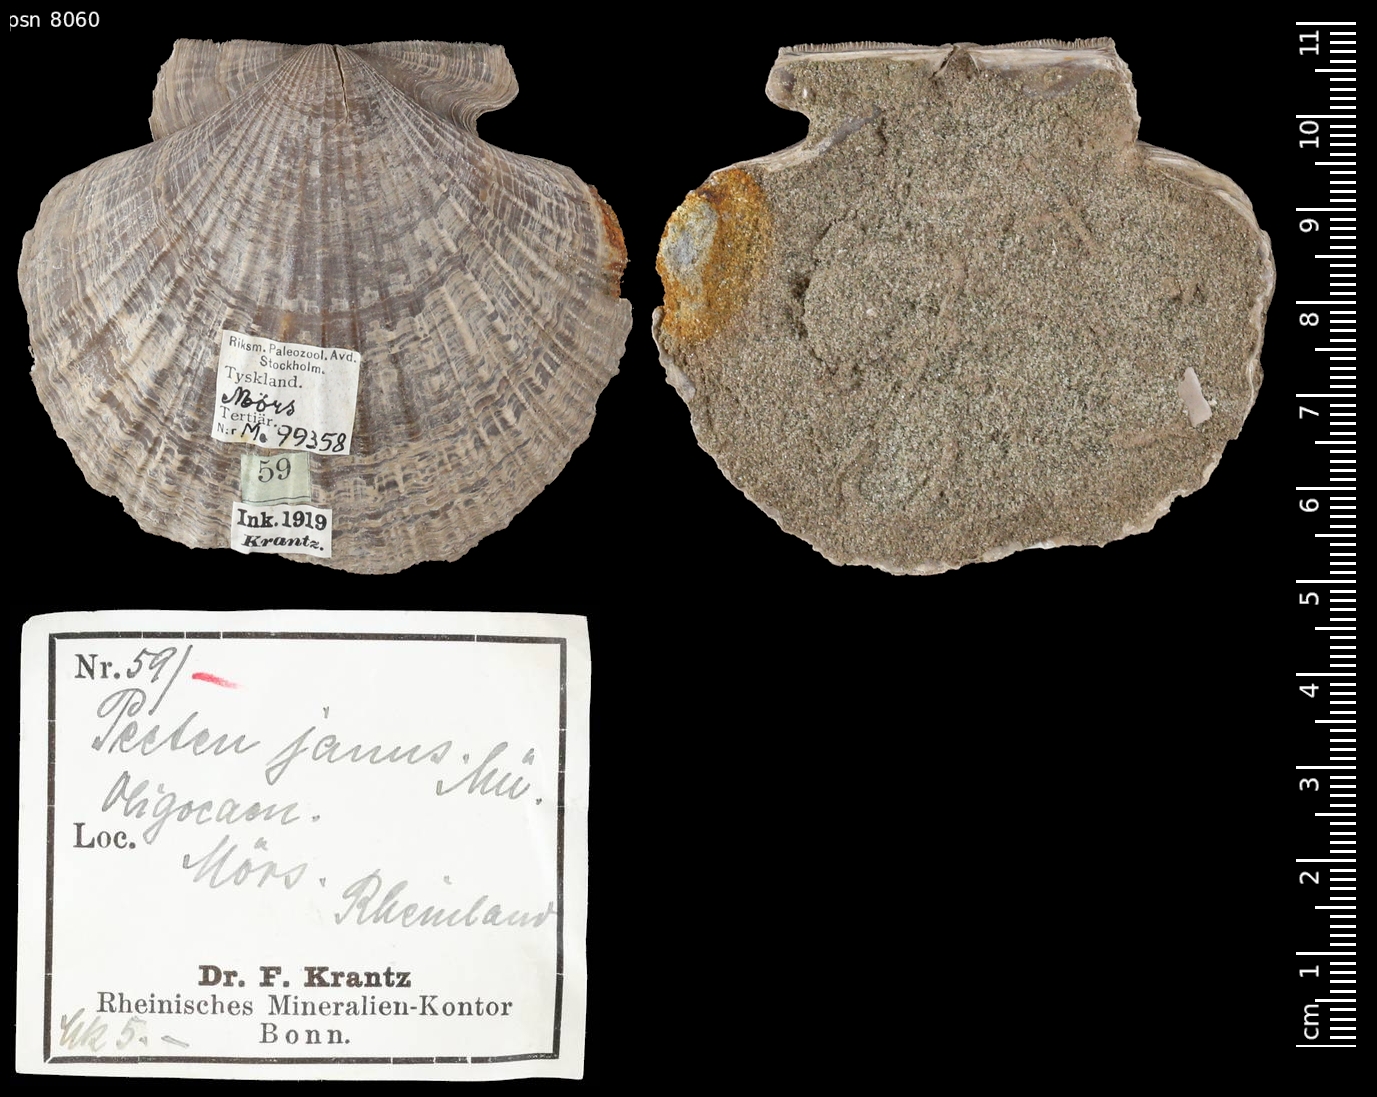 psn 8060
Riksm. Paleozool. Avd.
Stockholm.
Tyskland.
Mörs
Tertiär.
N:r M. 99358
59
Ink. 1919
Krantz.
Nr. 59/
Pecten janus. Mü.
Oligocaen.
Loc.
Mörs.
Rheinland
Dr. F. Krantz
Rheinisches Mineralien-Kontor
Bonn.
Mk 5. –
11
10
9
8
7
6
5
4
3
2
1
cm